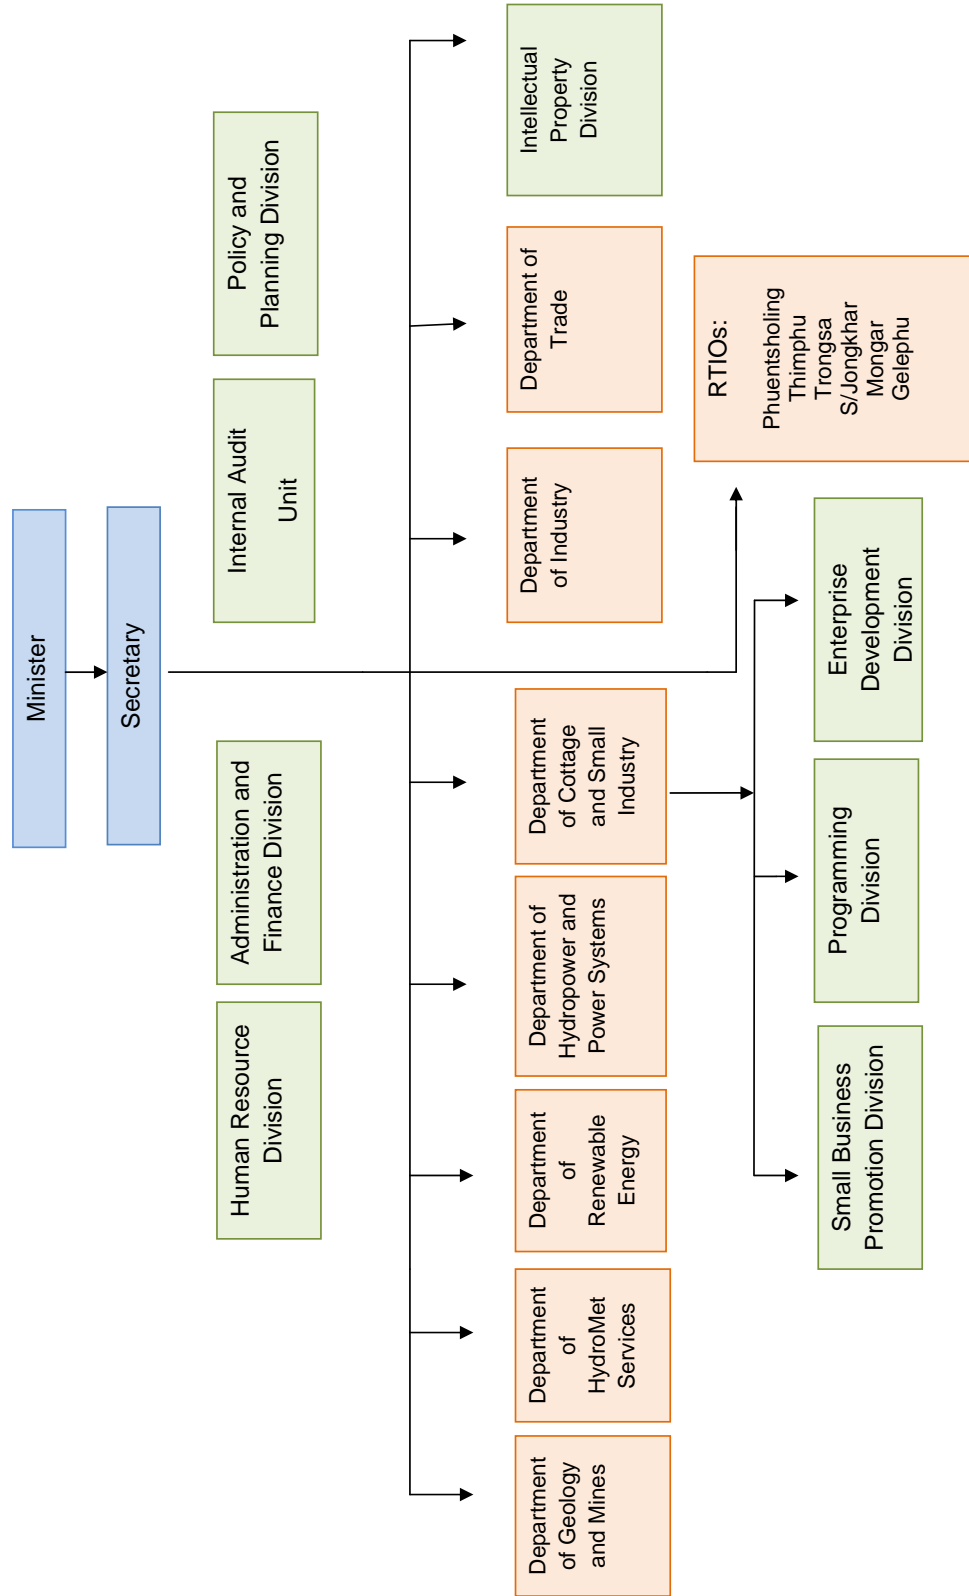 Minister
Secretary
Human Resource
Division
Administration and
Finance Division
Internal Audit
Unit
Policy and
Planning Division
Department
of Geology
and Mines
Department
of
HydroMet
Services
Department
of
Renewable
Energy
Department of
Hydropower and
Power Systems
Department
of Cottage
and Small
Industry
Department
of Industry
Department of
Trade
Intellectual
Property
Division
RTIOs:
Phuentsholing
Thimphu
Trongsa
S/Jongkhar
Mongar
Gelephu
Small Business
Promotion Division
Programming
Division
Enterprise
Development
Division